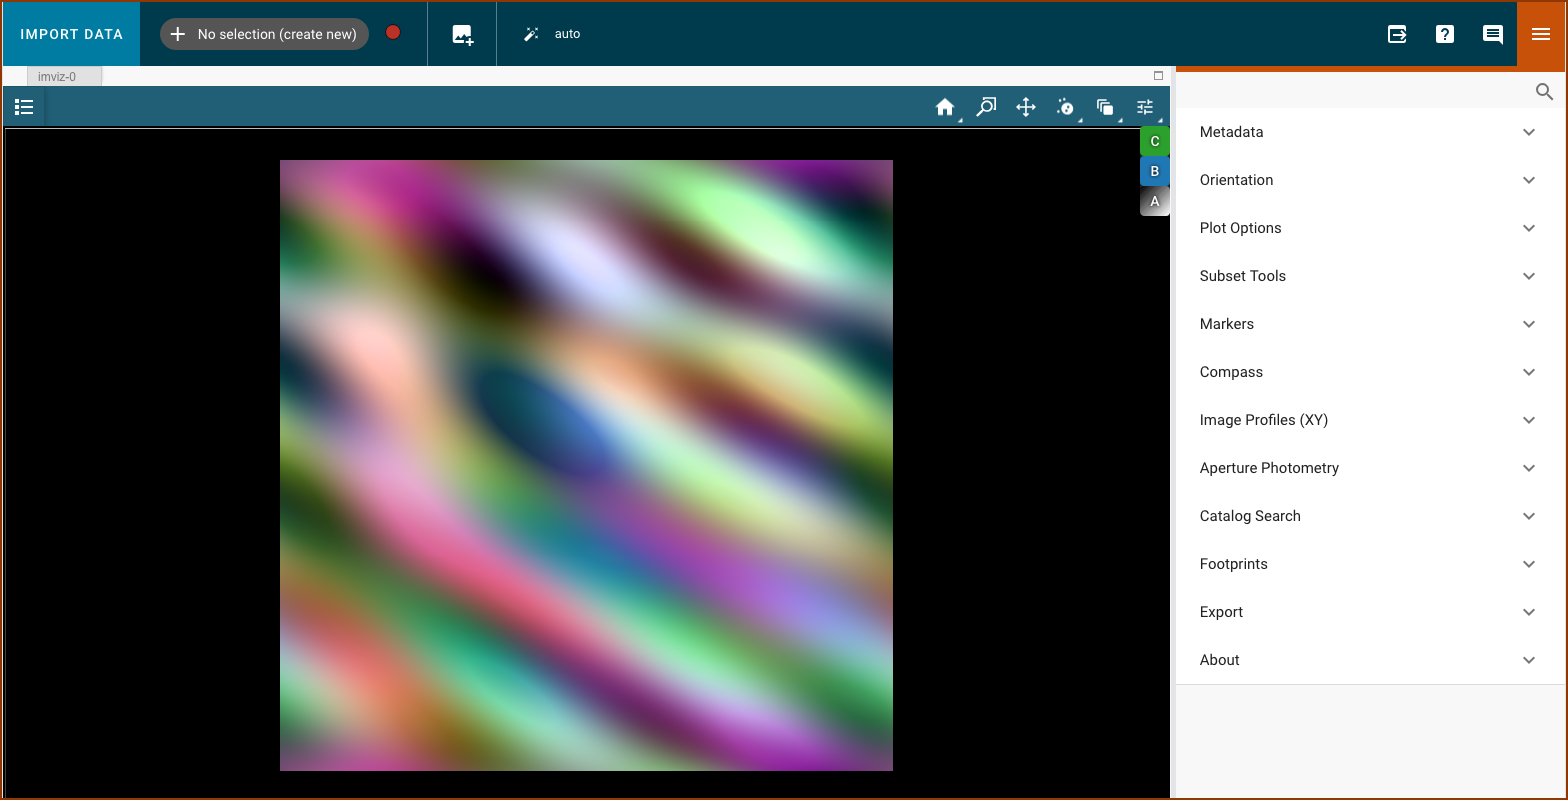 IMPORT DATA
No selection (create new)
auto
imviz-0
C
B
A
Metadata
Orientation
Plot Options
Subset Tools
Markers
Compass
Image Profiles (XY)
Aperture Photometry
Catalog Search
Footprints
Export
About